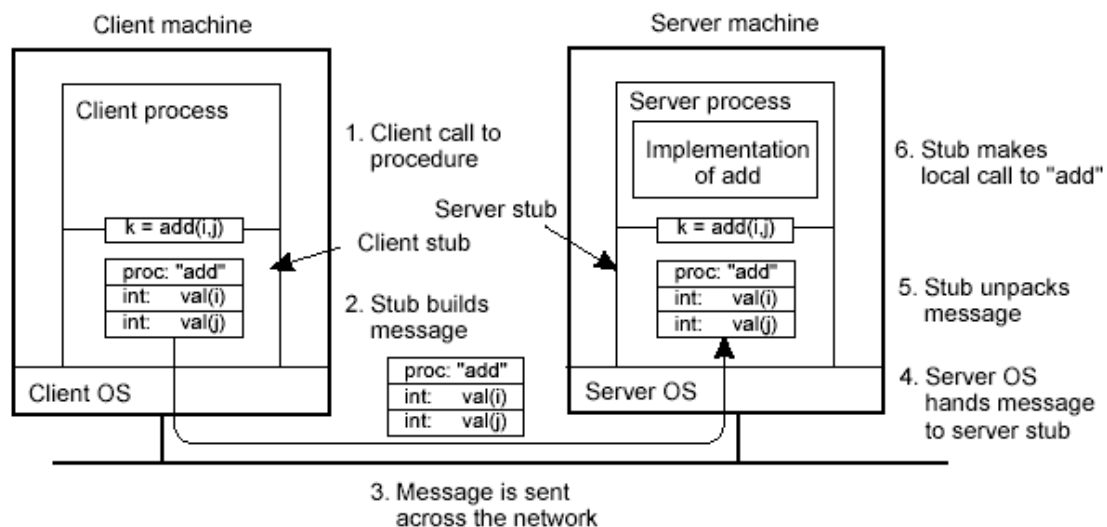 Client machine
Server machine
Client process
1. Client call to
procedure
Server process
Implementation
of add
6. Stub makes
local call to "add"
Server stub
k = add(i,j)
Client stub
k = add(i,j)
proc: "add"
int: val(i)
int: val(j)
2. Stub builds
message
proc: "add"
int: val(i)
int: val(j)
proc: "add"
int: val(i)
int: val(j)
5. Stub unpacks
message
Client OS
Server OS
4. Server OS
hands message
to server stub
3. Message is sent
across the network